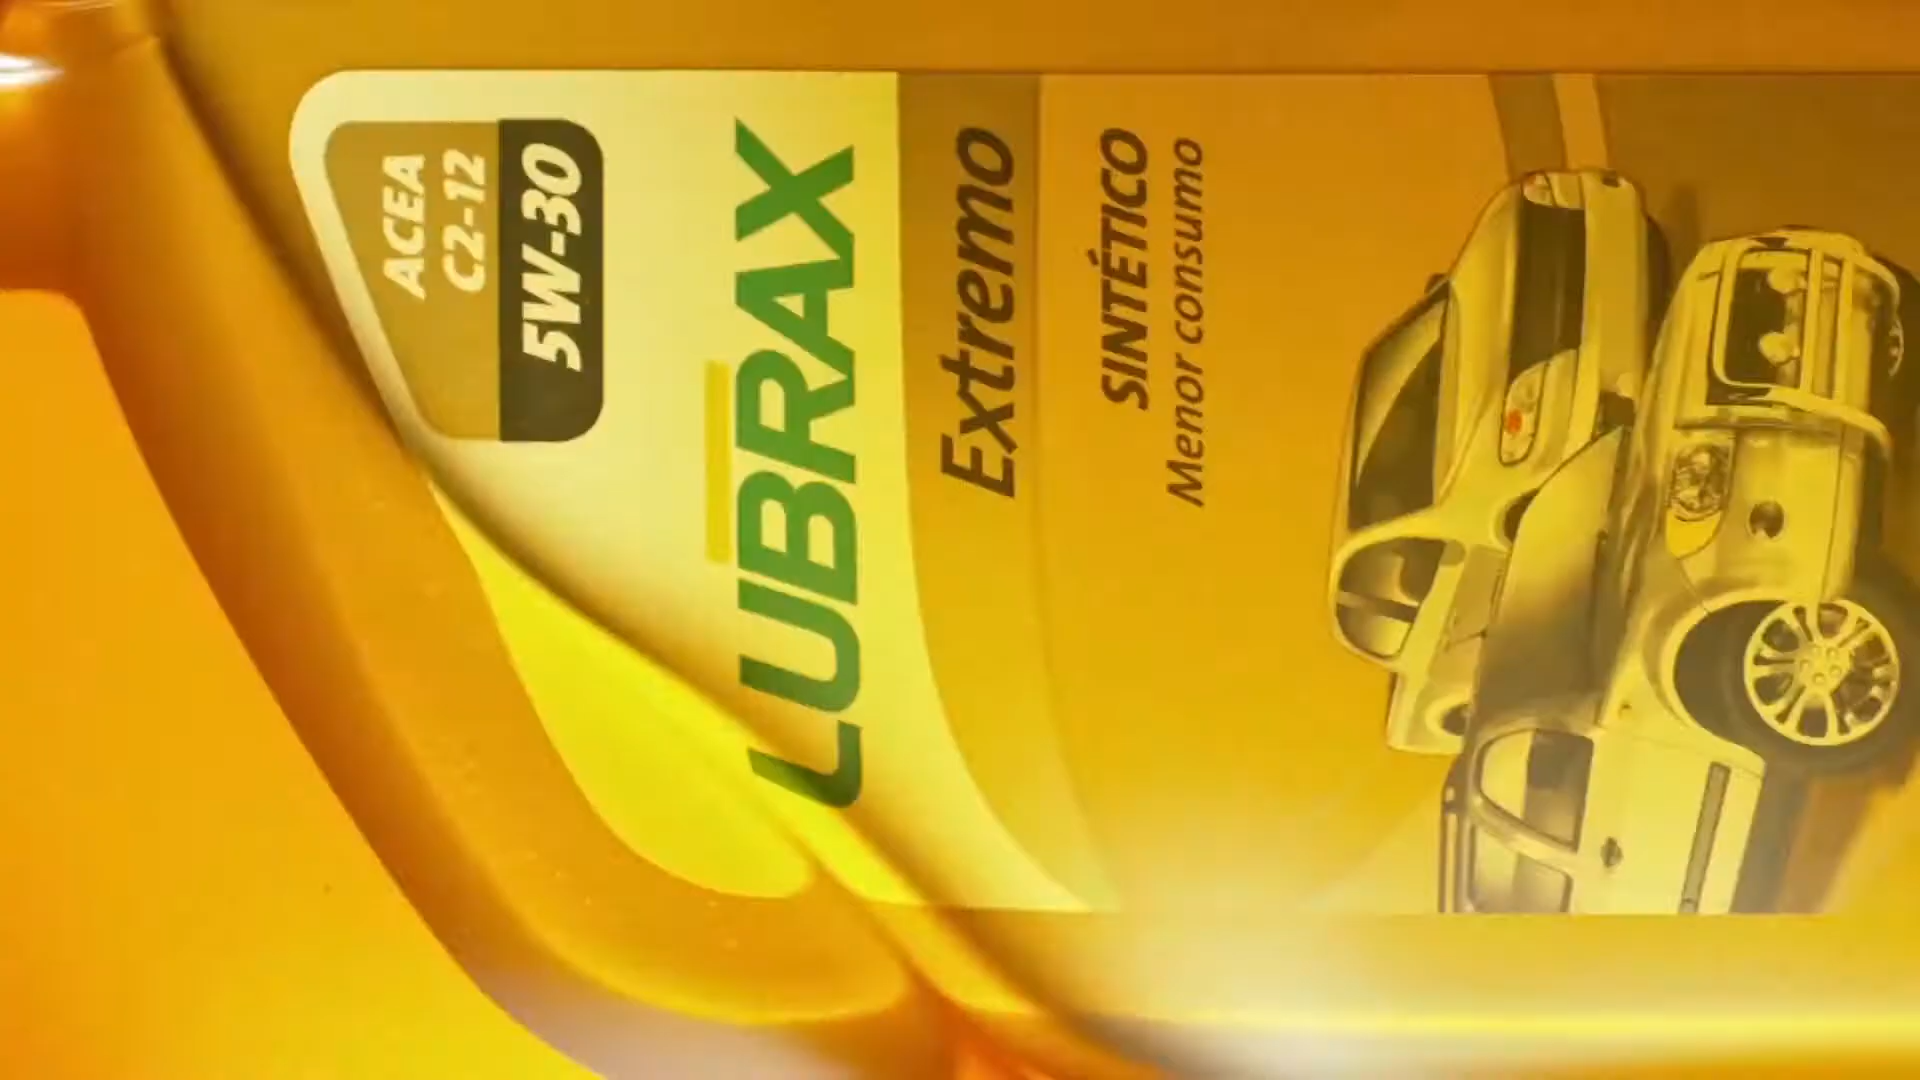 ACEA
C2-12
5W-30
LUBRAX
Extremo
SINTÉTICO
Menor consumo